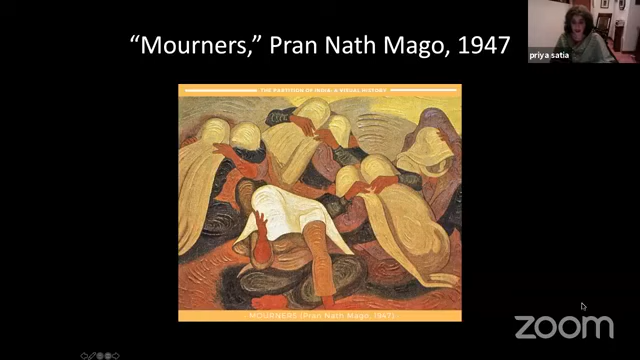 “Mourners,” Pran Nath Mago, 1947
priya satia
THE PARTITION OF INDIA, A VISUAL HISTORY
MOURNERS (Pran Nath Mago, 1947)
zoom